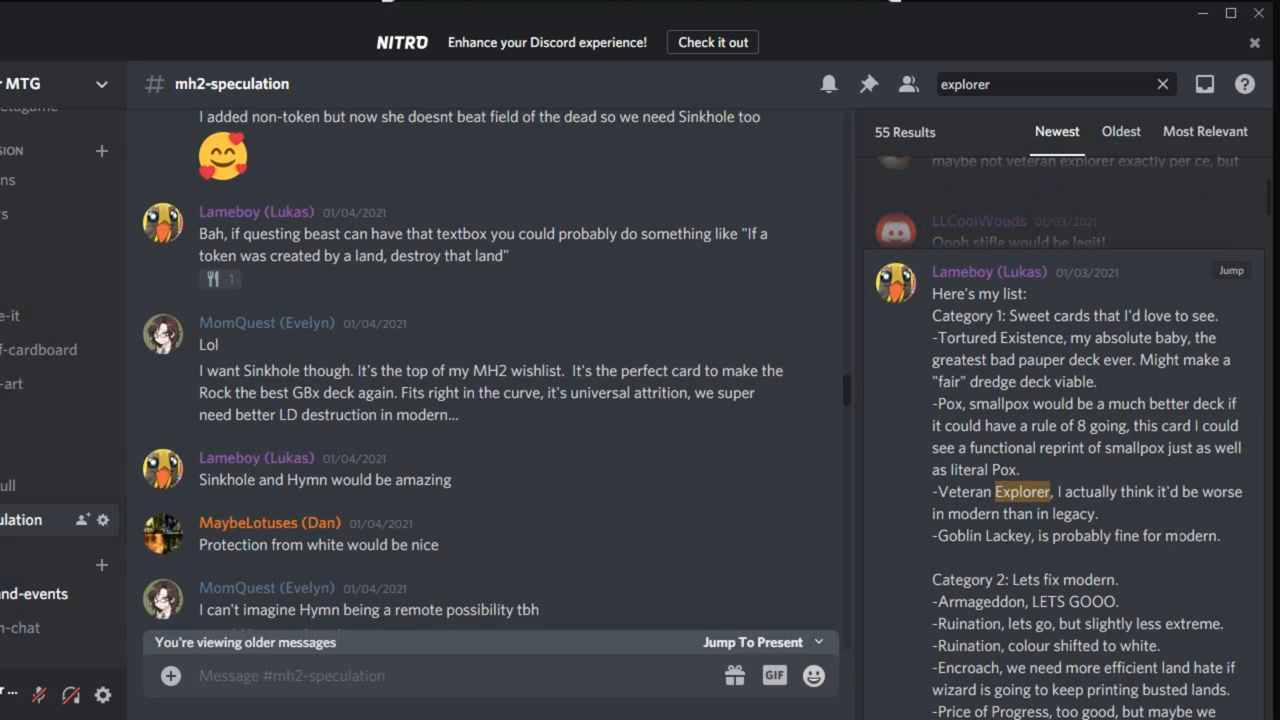 NITRO Enhance your Discord experience! Check it out
r MTG
# mh2-speculation
explorer
SION
ns
s
e-it
f-cardboard
-art
ull
ulation
nd-events
n-chat
r ...
I added non-token but now she doesnt beat field of the dead so we need Sinkhole too
Lameboy (Lukas) 01/04/2021
Bah, if questing beast can have that textbox you could probably do something like "If a
token was created by a land, destroy that land"
1
MomQuest (Evelyn) 01/04/2021
Lol
I want Sinkhole though. It's the top of my MH2 wishlist. It's the perfect card to make the
Rock the best GBx deck again. Fits right in the curve, it's universal attrition, we super
need better LD destruction in modern...
Lameboy (Lukas) 01/04/2021
Sinkhole and Hymn would be amazing
MaybeLotuses (Dan) 01/04/2021
Protection from white would be nice
MomQuest (Evelyn) 01/04/2021
I can't imagine Hymn being a remote possibility tbh
You're viewing older messages Jump To Present
Message #mh2-speculation
GIF
55 Results Newest Oldest Most Relevant
maybe not veteran explorer exactly per ce, but
LLCoolWoods 01/03/2021
Oooh stifle would be legit!
Lameboy (Lukas) 01/03/2021 Jump
Here's my list:
Category 1: Sweet cards that I'd love to see.
-Tortured Existence, my absolute baby, the
greatest bad pauper deck ever. Might make a
"fair" dredge deck viable.
-Pox, smallpox would be a much better deck if
it could have a rule of 8 going, this card I could
see a functional reprint of smallpox just as well
as literal Pox.
-Veteran Explorer, I actually think it'd be worse
in modern than in legacy.
-Goblin Lackey, is probably fine for modern.
Category 2: Lets fix modern.
-Armageddon, LETS GOOO.
-Ruination, lets go, but slightly less extreme.
-Ruination, colour shifted to white.
-Encroach, we need more efficient land hate if
wizard is going to keep printing busted lands.
-Price of Progress, too good, but maybe we